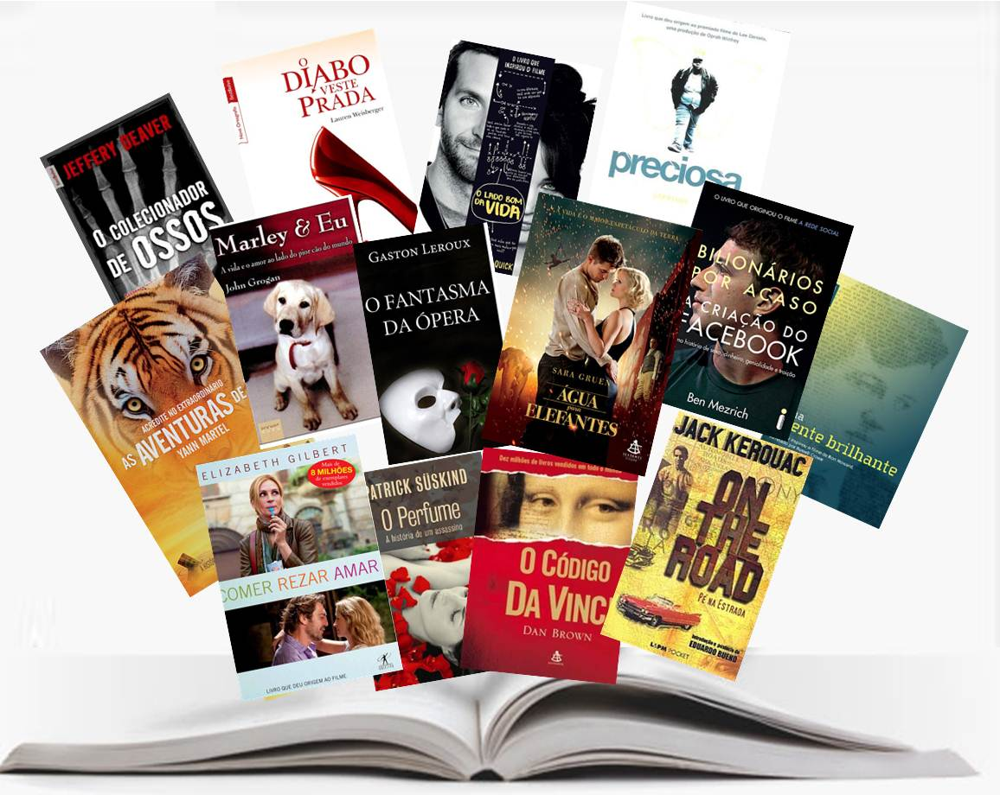 JEFFERY DEAVER
O COLECIONADOR
DE OSSOS
BestBolso
Nova Ortografia
O
DIABO
VESTE
PRADA
Lauren Weisberger
O LIVRO QUE
INSPIROU O FILME
O LADO BOM
DA VIDA
QUICK
Livro que deu origem ao premiado filme de Lee Daniels,
uma produção de Oprah Winfrey
preciosa
Marley & Eu
A vida e o amor ao lado do pior cão do mundo
John Grogan
GASTON LEROUX
O FANTASMA
DA ÓPERA
A VIDA É O MAIOR ESPETÁCULO DA TERRA
SARA GRUEN
ÁGUA
para
ELEFANTES
SEXTANTE
O LIVRO QUE ORIGINOU O FILME A REDE SOCIAL
BILIONÁRIOS
POR ACASO
A CRIAÇÃO DO
FACEBOOK
uma história de sexo, dinheiro, genialidade e traição
Ben Mezrich
ente brilhante
ACREDITE NO EXTRAORDINÁRIO
AS AVENTURAS DE
YANN MARTEL
ELIZABETH GILBERT
Mais de
8 MILHÕES
de exemplares
vendidos
COMER REZAR AMAR
LIVRO QUE DEU ORIGEM AO FILME
PATRICK SÜSKIND
O Perfume
A história de um assassino
Dez milhões de livros vendidos em todo o mundo
O CÓDIGO
DA VINCI
DAN BROWN
JACK KEROUAC
ON
THE
ROAD
PÉ NA ESTRADA
Introdução e posfácio de
EDUARDO BUENO
L&PM POCKET